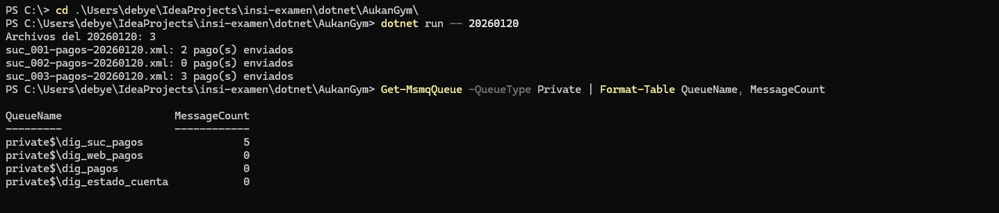 PS C:\> cd .\Users\debye\IdeaProjects\insi-examen\dotnet\AukanGym\
PS C:\Users\debye\IdeaProjects\insi-examen\dotnet\AukanGym> dotnet run -- 20260120
Archivos del 20260120: 3
suc_001-pagos-20260120.xml: 2 pago(s) enviados
suc_002-pagos-20260120.xml: 0 pago(s) enviados
suc_003-pagos-20260120.xml: 3 pago(s) enviados
PS C:\Users\debye\IdeaProjects\insi-examen\dotnet\AukanGym> Get-MsmqQueue -QueueType Private | Format-Table QueueName, MessageCount
QueueName                  MessageCount
---------                  ------------
private$\dig_suc_pagos                5
private$\dig_web_pagos                0
private$\dig_pagos                    0
private$\dig_estado_cuenta            0